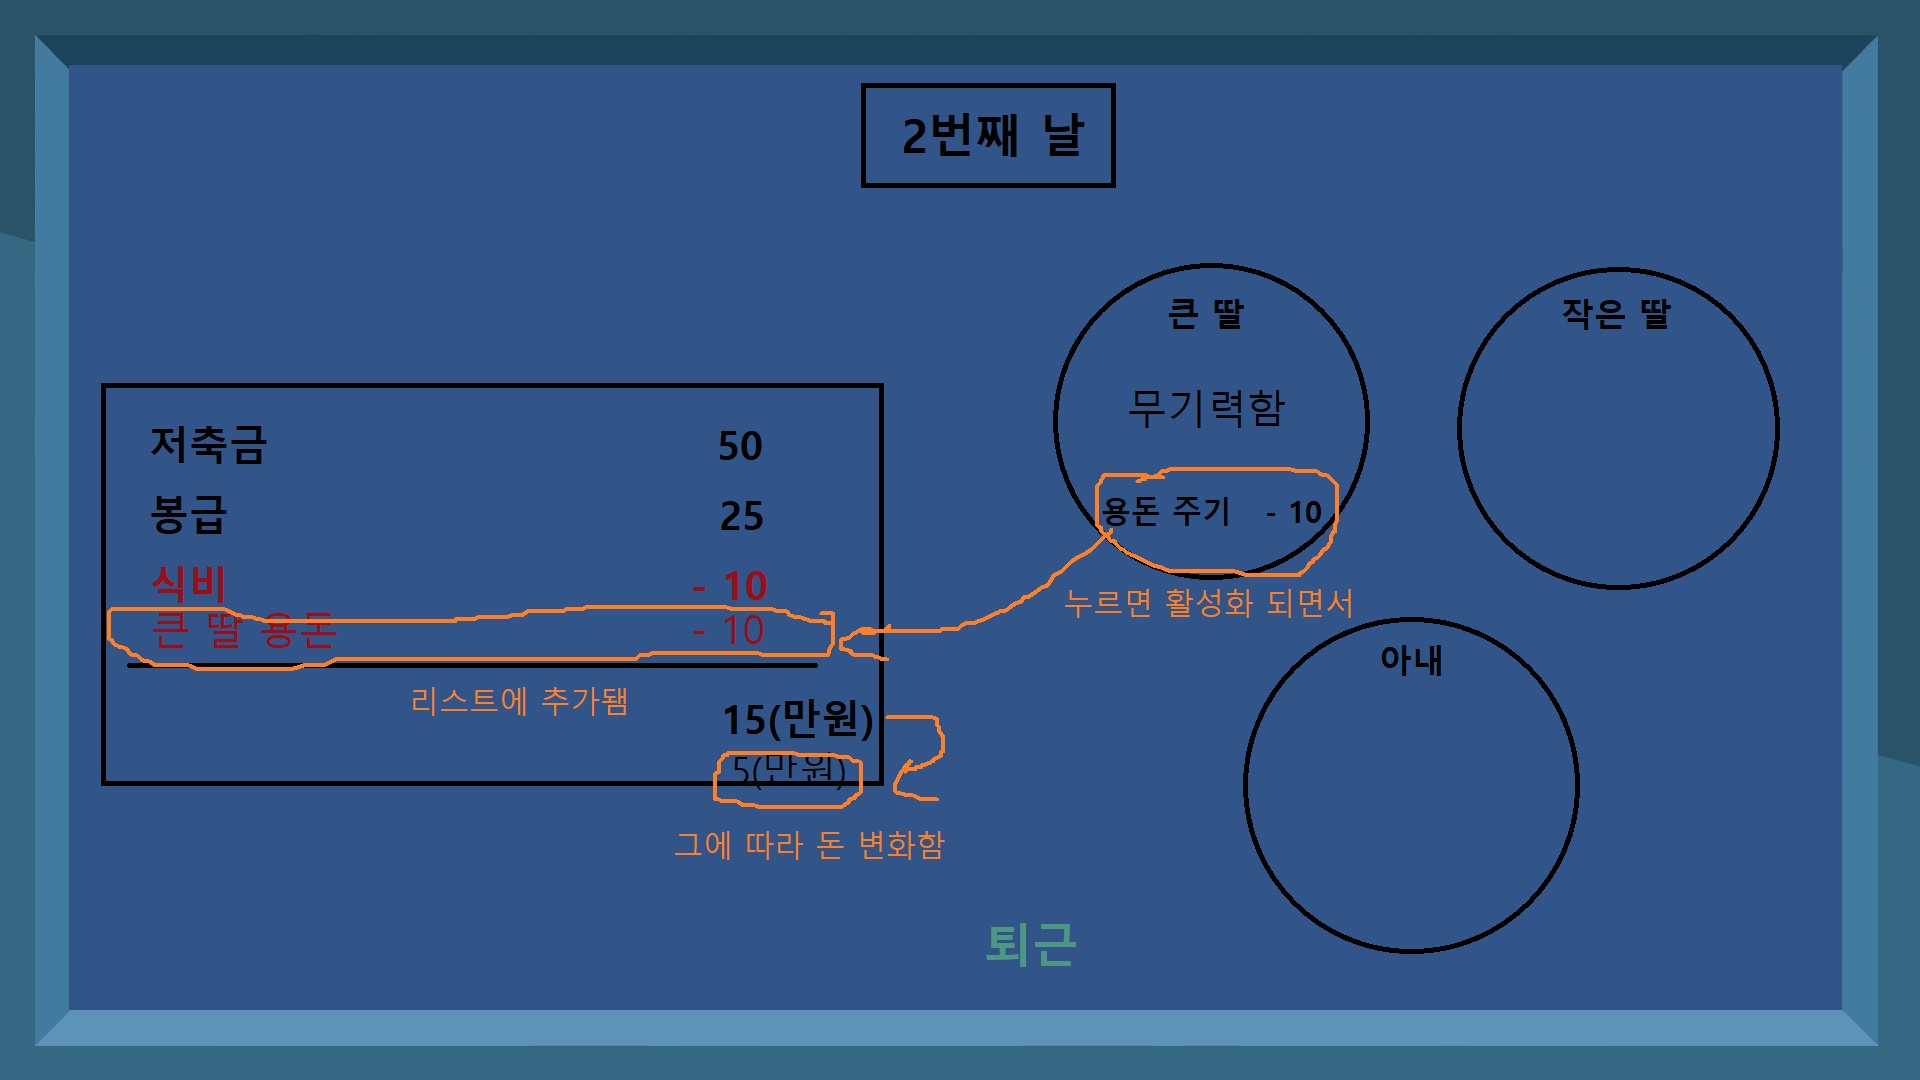 2번째 날
큰 딸
무기력함
용돈 주기 - 10
누르면 활성화 되면서
작은 딸
아내
저축금 50
봉급 25
식비 - 10
큰 딸 용돈 - 10
리스트에 추가됌
15(만원)
5(만원)
그에 따라 돈 변화함
퇴근